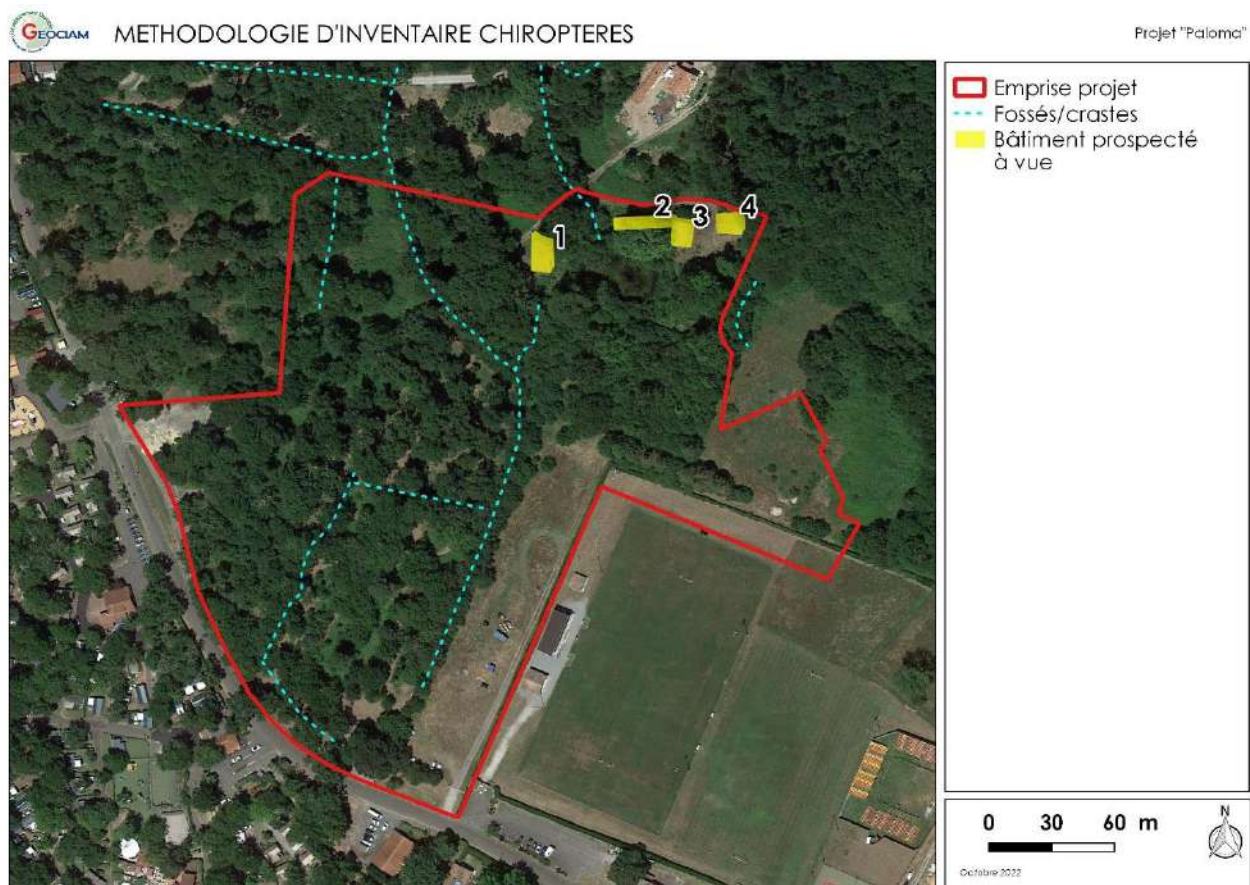 GEOCIAM METHODOLOGIE D'INVENTAIRE CHIROPTERES
Projet "Paloma"
Emprise projet
Fossés/crastes
Bâtiment prospecté
à vue
1
2
3
4
0 30 60 m
N
Octobre 2022